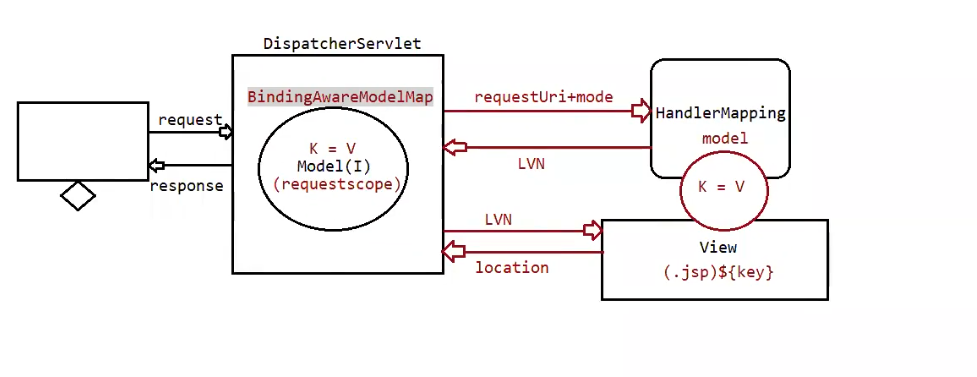 DispatcherServlet
BindingAwareModelMap
requestUri+mode
HandlerMapping
request
model
K = V
Model(I)
LVN
(requestscope)
response
K = V
LVN
View
location
(.jsp)${key}